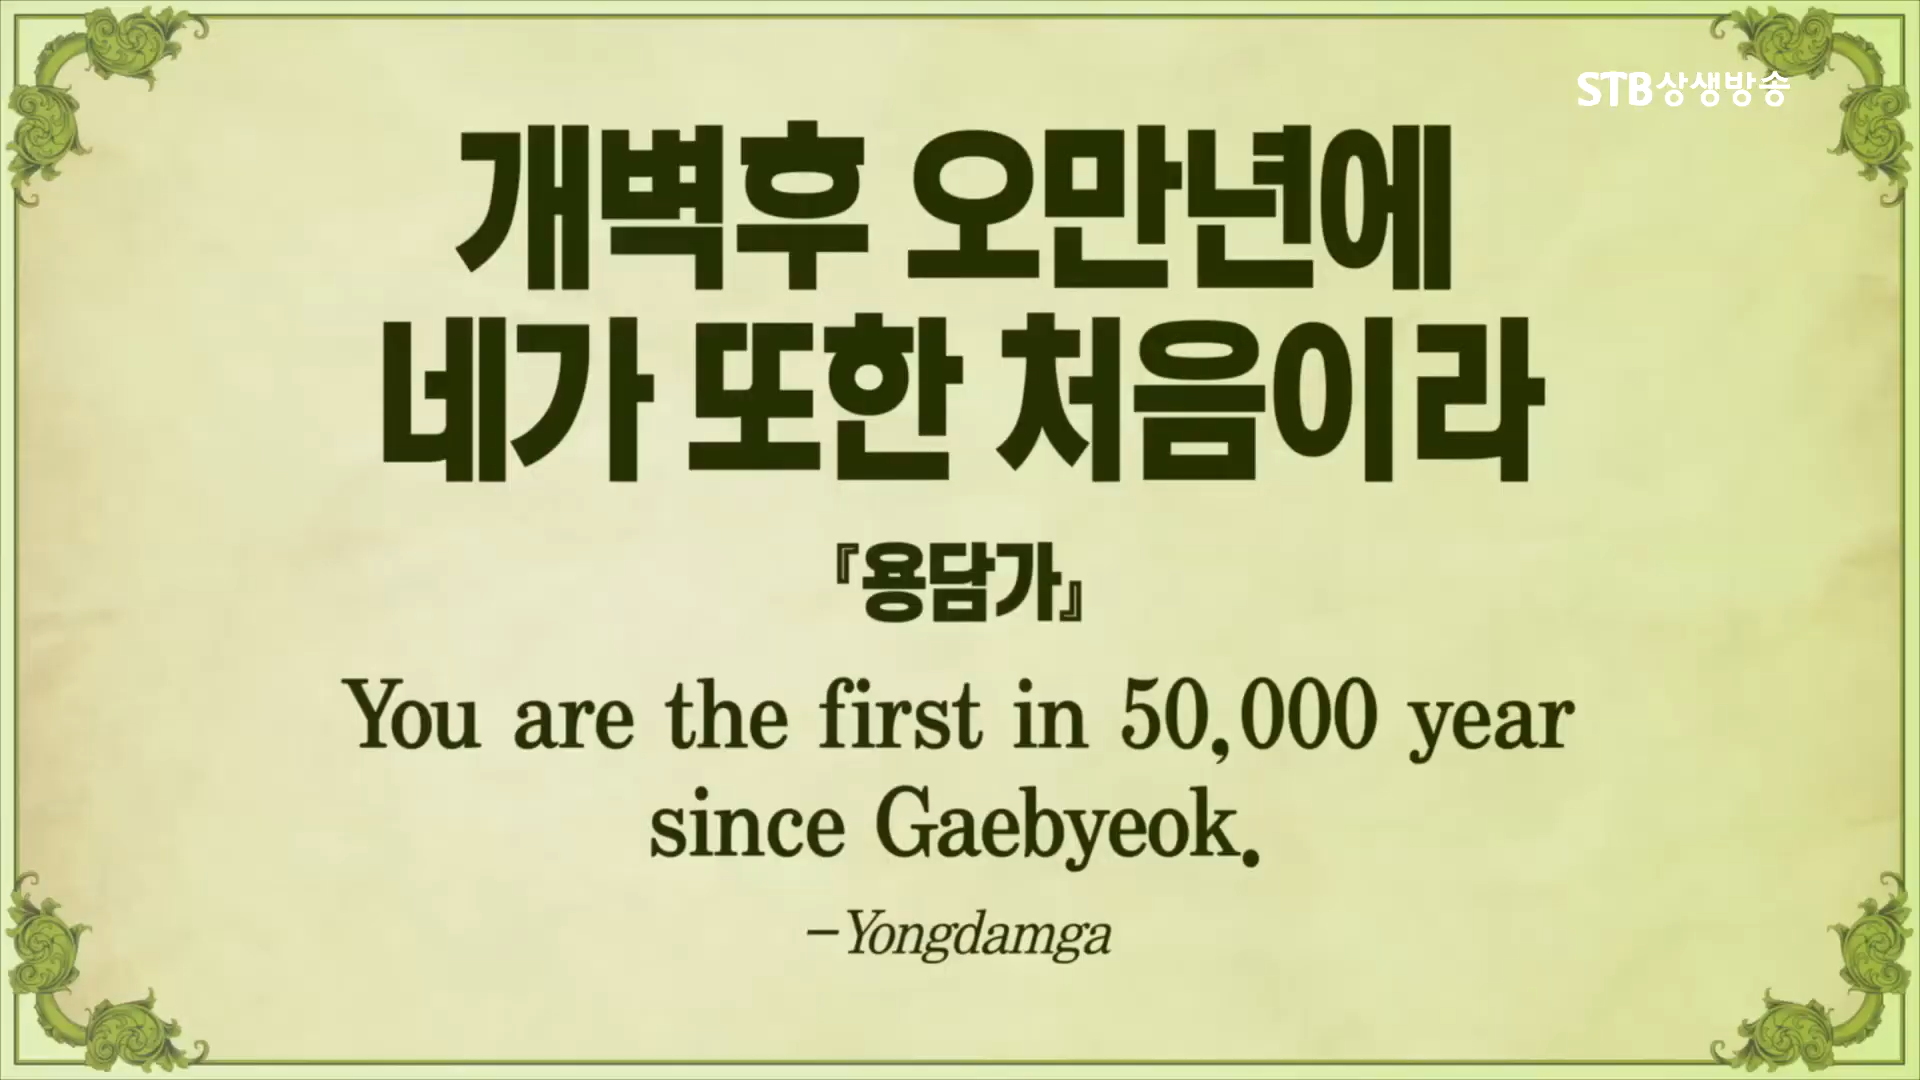 STB상생방송
개벽후 오만년에
네가 또한 처음이라
『용담가』
You are the first in 50,000 year
since Gaebyeok.
-Yongdamga